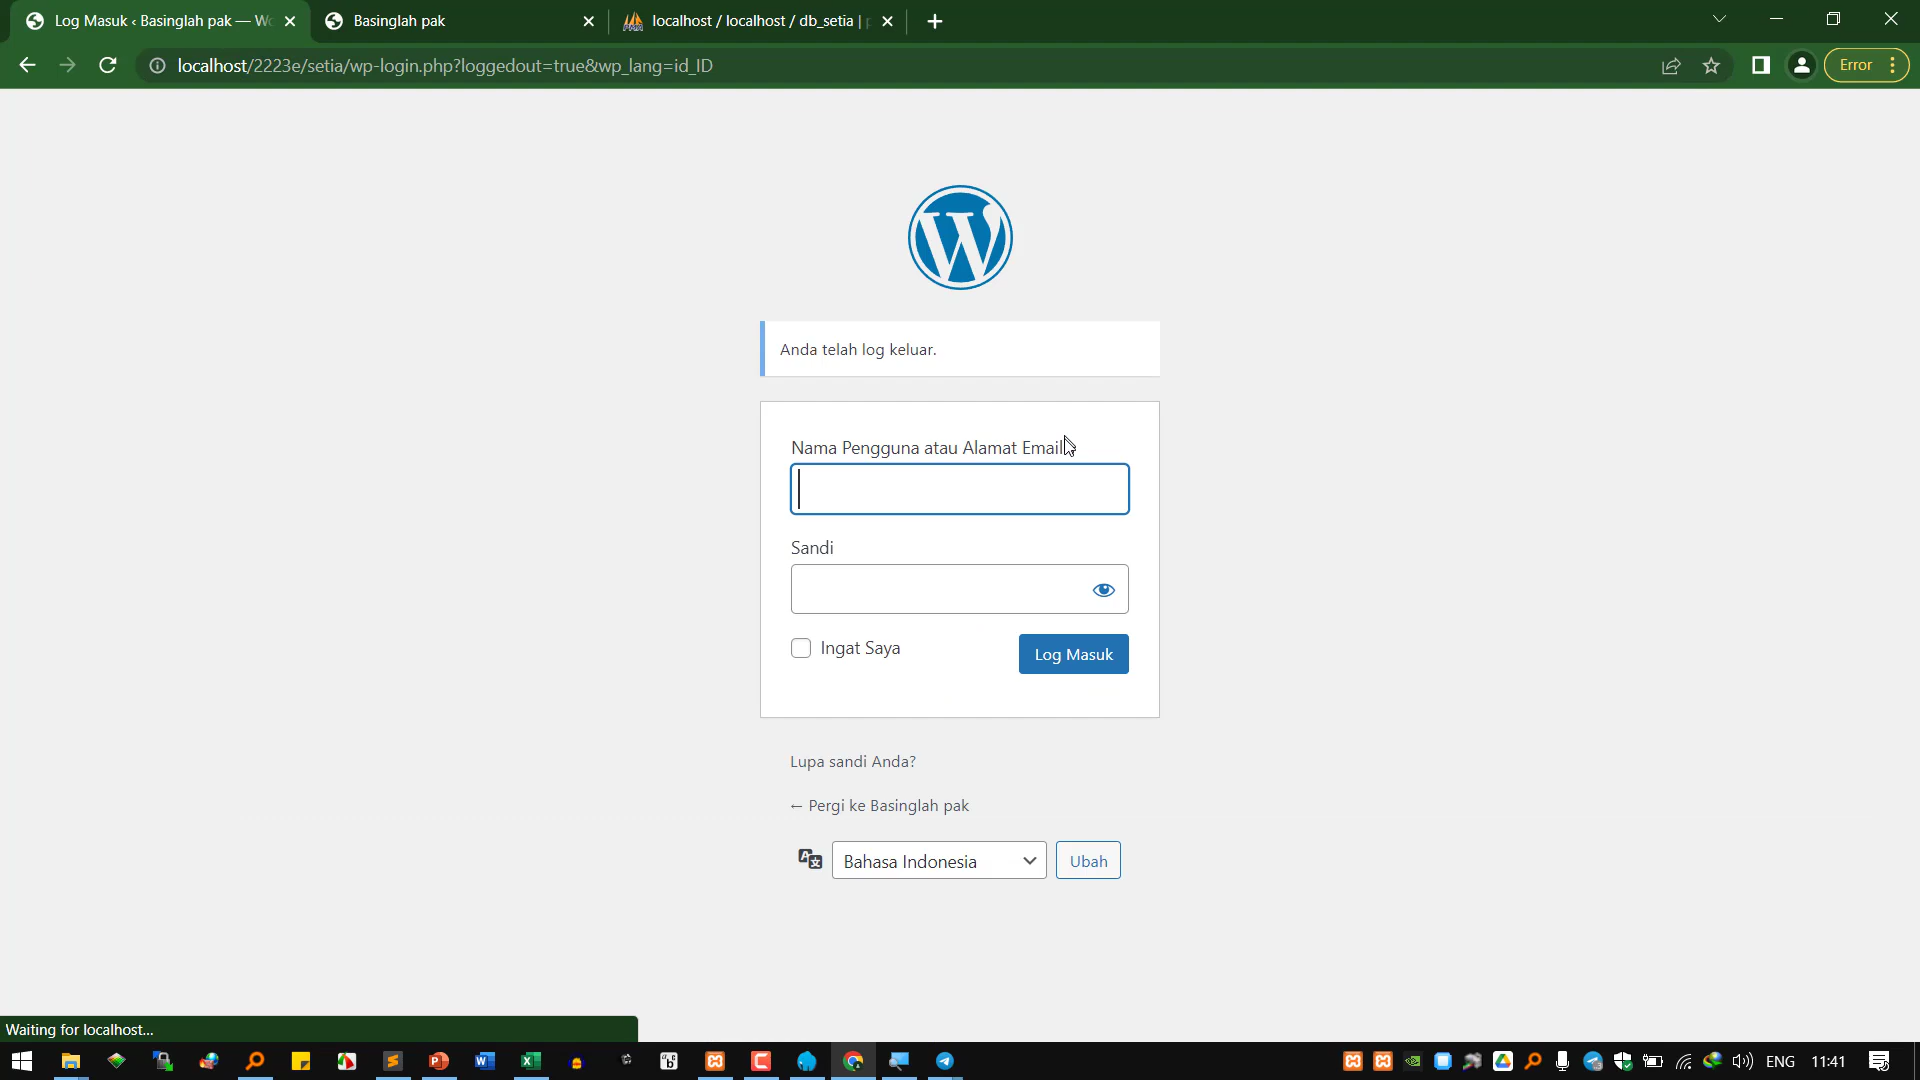 Log Masuk ‹ Basinglah pak — Wo
Basinglah pak
localhost / localhost / db_setia | p
localhost/2223e/setia/wp-login.php?loggedout=true&wp_lang=id_ID
Error
Anda telah log keluar.
Nama Pengguna atau Alamat Email
Sandi
Ingat Saya
Log Masuk
Lupa sandi Anda?
← Pergi ke Basinglah pak
Bahasa Indonesia
Ubah
Waiting for localhost...
ENG
11:41